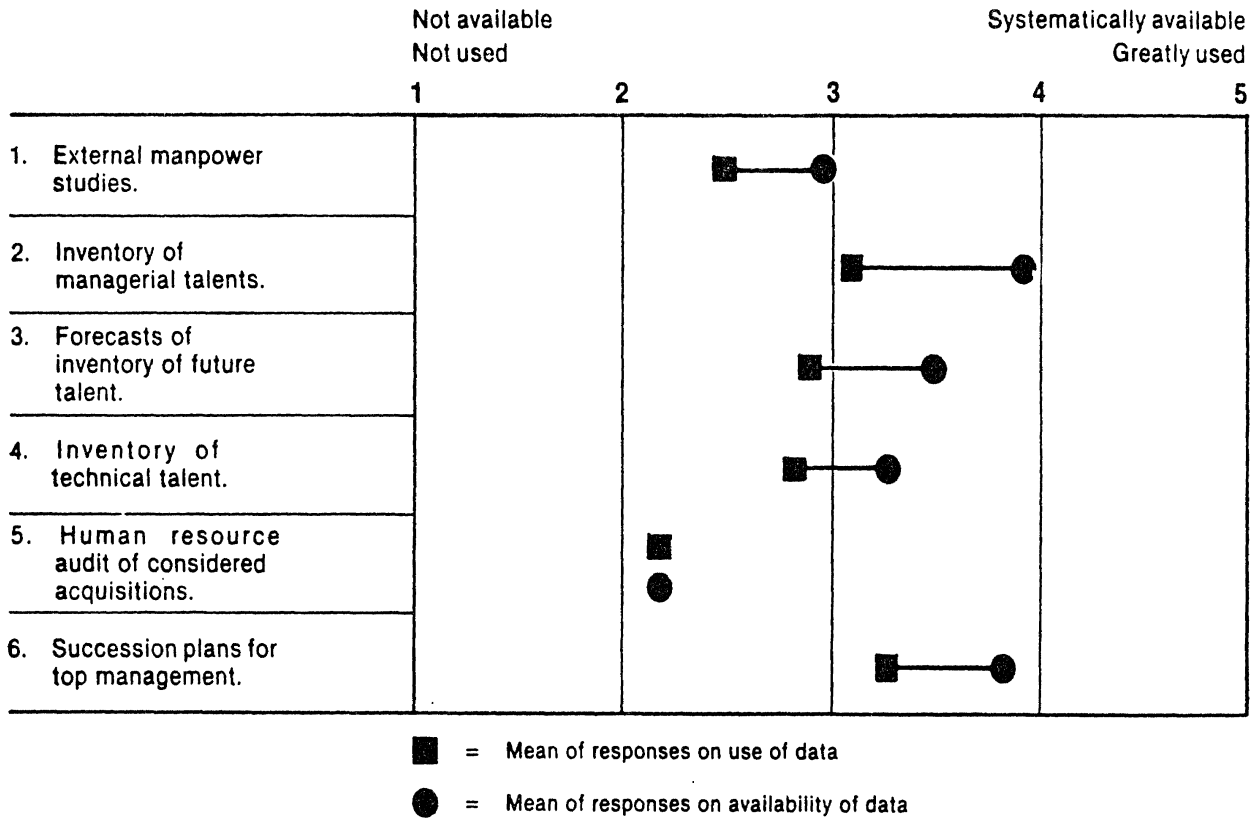 Not available
Systematically available
Not used
Greatly used
1 2 3 4 5
1. External manpower
studies.
2. Inventory of
managerial talents.
3. Forecasts of
inventory of future
talent.
4. Inventory of
technical talent.
5. Human resource
audit of considered
acquisitions.
6. Succession plans for
top management.
= Mean of responses on use of data
= Mean of responses on availability of data